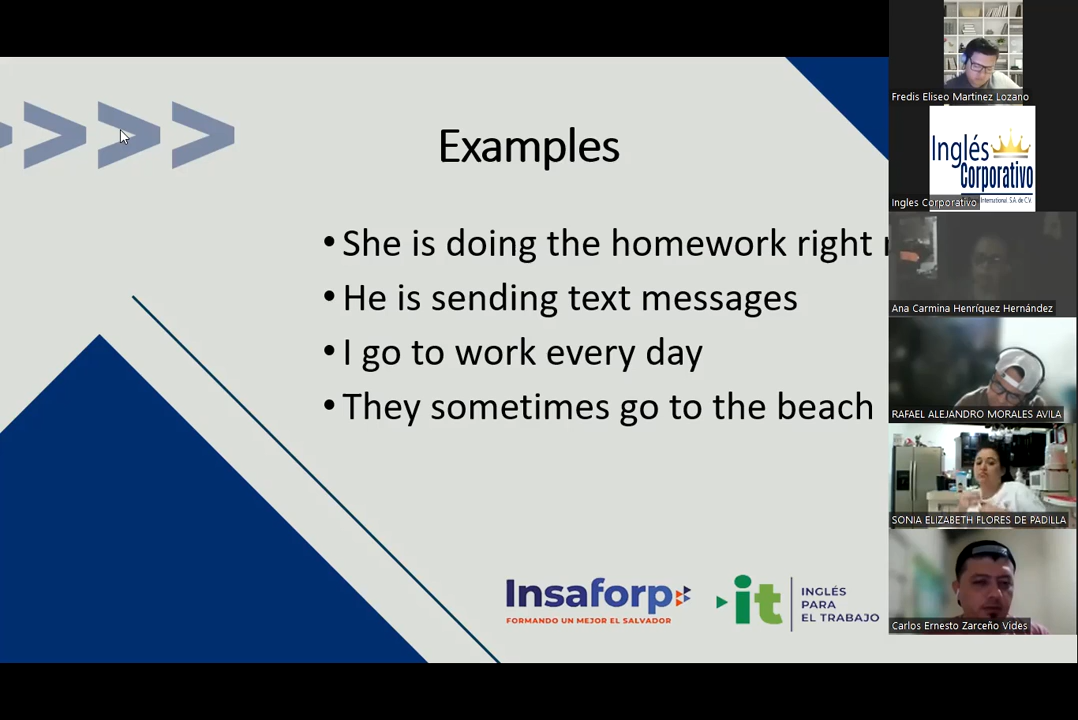 Examples
• She is doing the homework right
• He is sending text messages
• I go to work every day
• They sometimes go to the beach
Insaforp
FORMANDO UN MEJOR EL SALVADOR
it
INGLÉS
PARA
EL TRABAJO
Fredis Eliseo Martinez Lozano
Inglés
Corporativo
International, S.A. de C.V.
Ingles Corporativo
Ana Carmina Henríquez Hernández
RAFAEL ALEJANDRO MORALES AVILA
SONIA ELIZABETH FLORES DE PADILLA
Carlos Ernesto Zarceño Vides